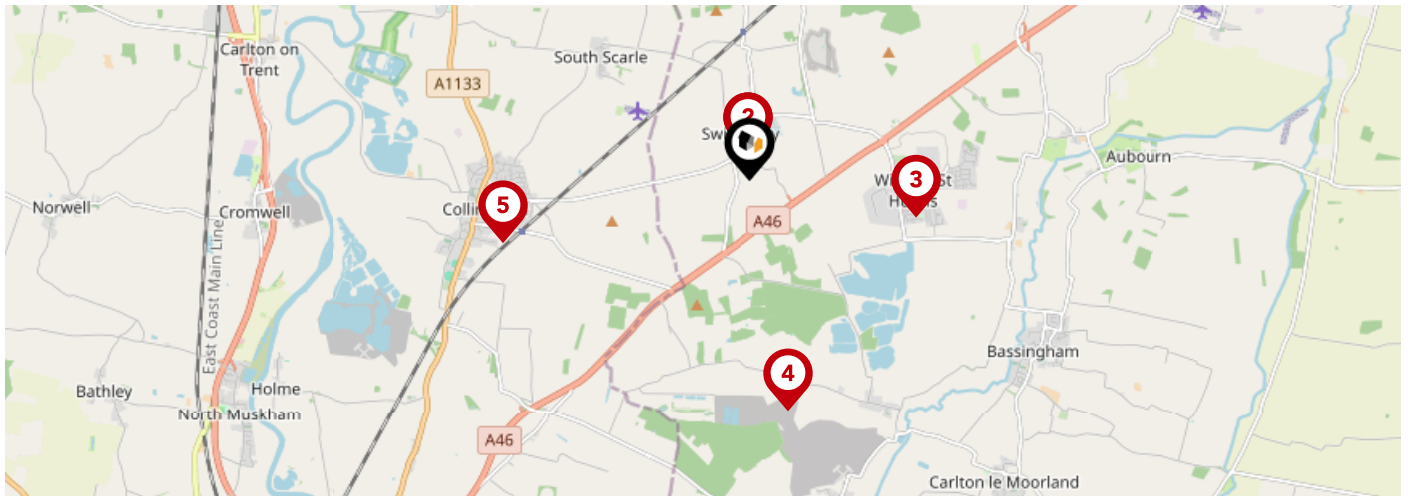 Carlton on
Trent
South Scarle
A1133
2
Aubourn
3
Norwell
Cromwell
5
A46
East Coast Main Line
Bassingham
4
Bathley
Holme
North Muskham
A46
Carlton le Moorland